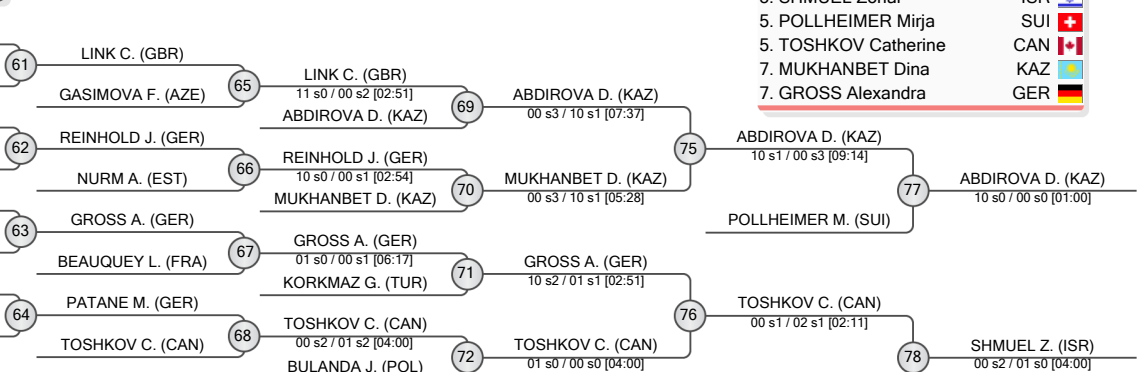 5. POLLHEIMER Mirja SUI
5. TOSHKOV Catherine CAN
7. MUKHANBET Dina KAZ
7. GROSS Alexandra GER
61
LINK C. (GBR)
GASIMOVA F. (AZE)
62
REINHOLD J. (GER)
NURM A. (EST)
63
GROSS A. (GER)
BEAUQUEY L. (FRA)
64
PATANE M. (GER)
TOSHKOV C. (CAN)
65
LINK C. (GBR)
11 s0 / 00 s2 [02:51]
ABDIROVA D. (KAZ)
66
REINHOLD J. (GER)
10 s0 / 00 s1 [02:54]
MUKHANBET D. (KAZ)
67
GROSS A. (GER)
01 s0 / 00 s1 [06:17]
KORKMAZ G. (TUR)
68
TOSHKOV C. (CAN)
00 s2 / 01 s2 [04:00]
BULANDA J. (POL)
69
ABDIROVA D. (KAZ)
00 s3 / 10 s1 [07:37]
70
MUKHANBET D. (KAZ)
00 s3 / 10 s1 [05:28]
71
GROSS A. (GER)
10 s2 / 01 s1 [02:51]
72
TOSHKOV C. (CAN)
01 s0 / 00 s0 [04:00]
75
ABDIROVA D. (KAZ)
10 s1 / 00 s3 [09:14]
POLLHEIMER M. (SUI)
76
TOSHKOV C. (CAN)
00 s1 / 02 s1 [02:11]
77
ABDIROVA D. (KAZ)
10 s0 / 00 s0 [01:00]
78
SHMUEL Z. (ISR)
00 s2 / 01 s0 [04:00]